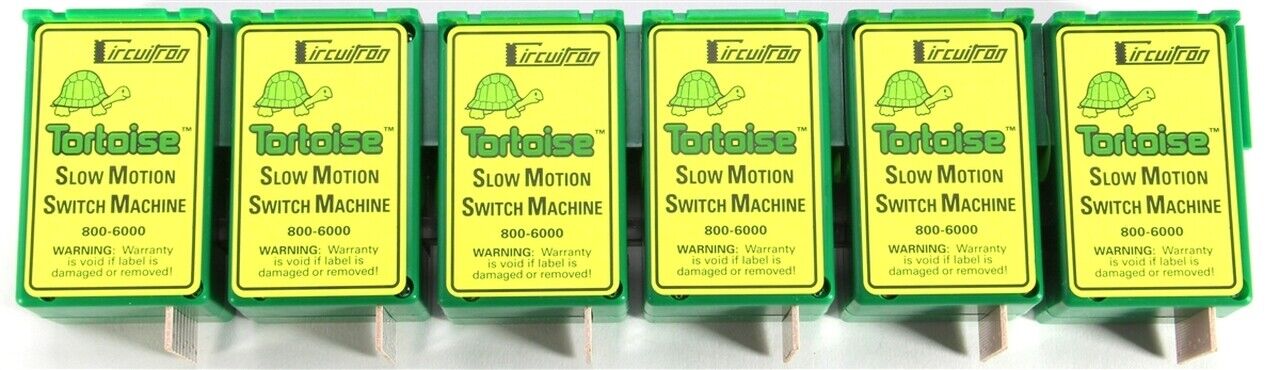 Circuitron
Tortoise™
Slow Motion
Switch Machine
800-6000
WARNING: Warranty
is void if label is
damaged or removed!
Circuitron
Tortoise™
Slow Motion
Switch Machine
800-6000
WARNING: Warranty
is void if label is
damaged or removed!
Circuitron
Tortoise™
Slow Motion
Switch Machine
800-6000
WARNING: Warranty
is void if label is
damaged or removed!
Circuitron
Tortoise™
Slow Motion
Switch Machine
800-6000
WARNING: Warranty
is void if label is
damaged or removed!
Circuitron
Tortoise™
Slow Motion
Switch Machine
800-6000
WARNING: Warranty
is void if label is
damaged or removed!
Circuitron
Tortoise™
Slow Motion
Switch Machine
800-6000
WARNING: Warranty
is void if label is
damaged or removed!